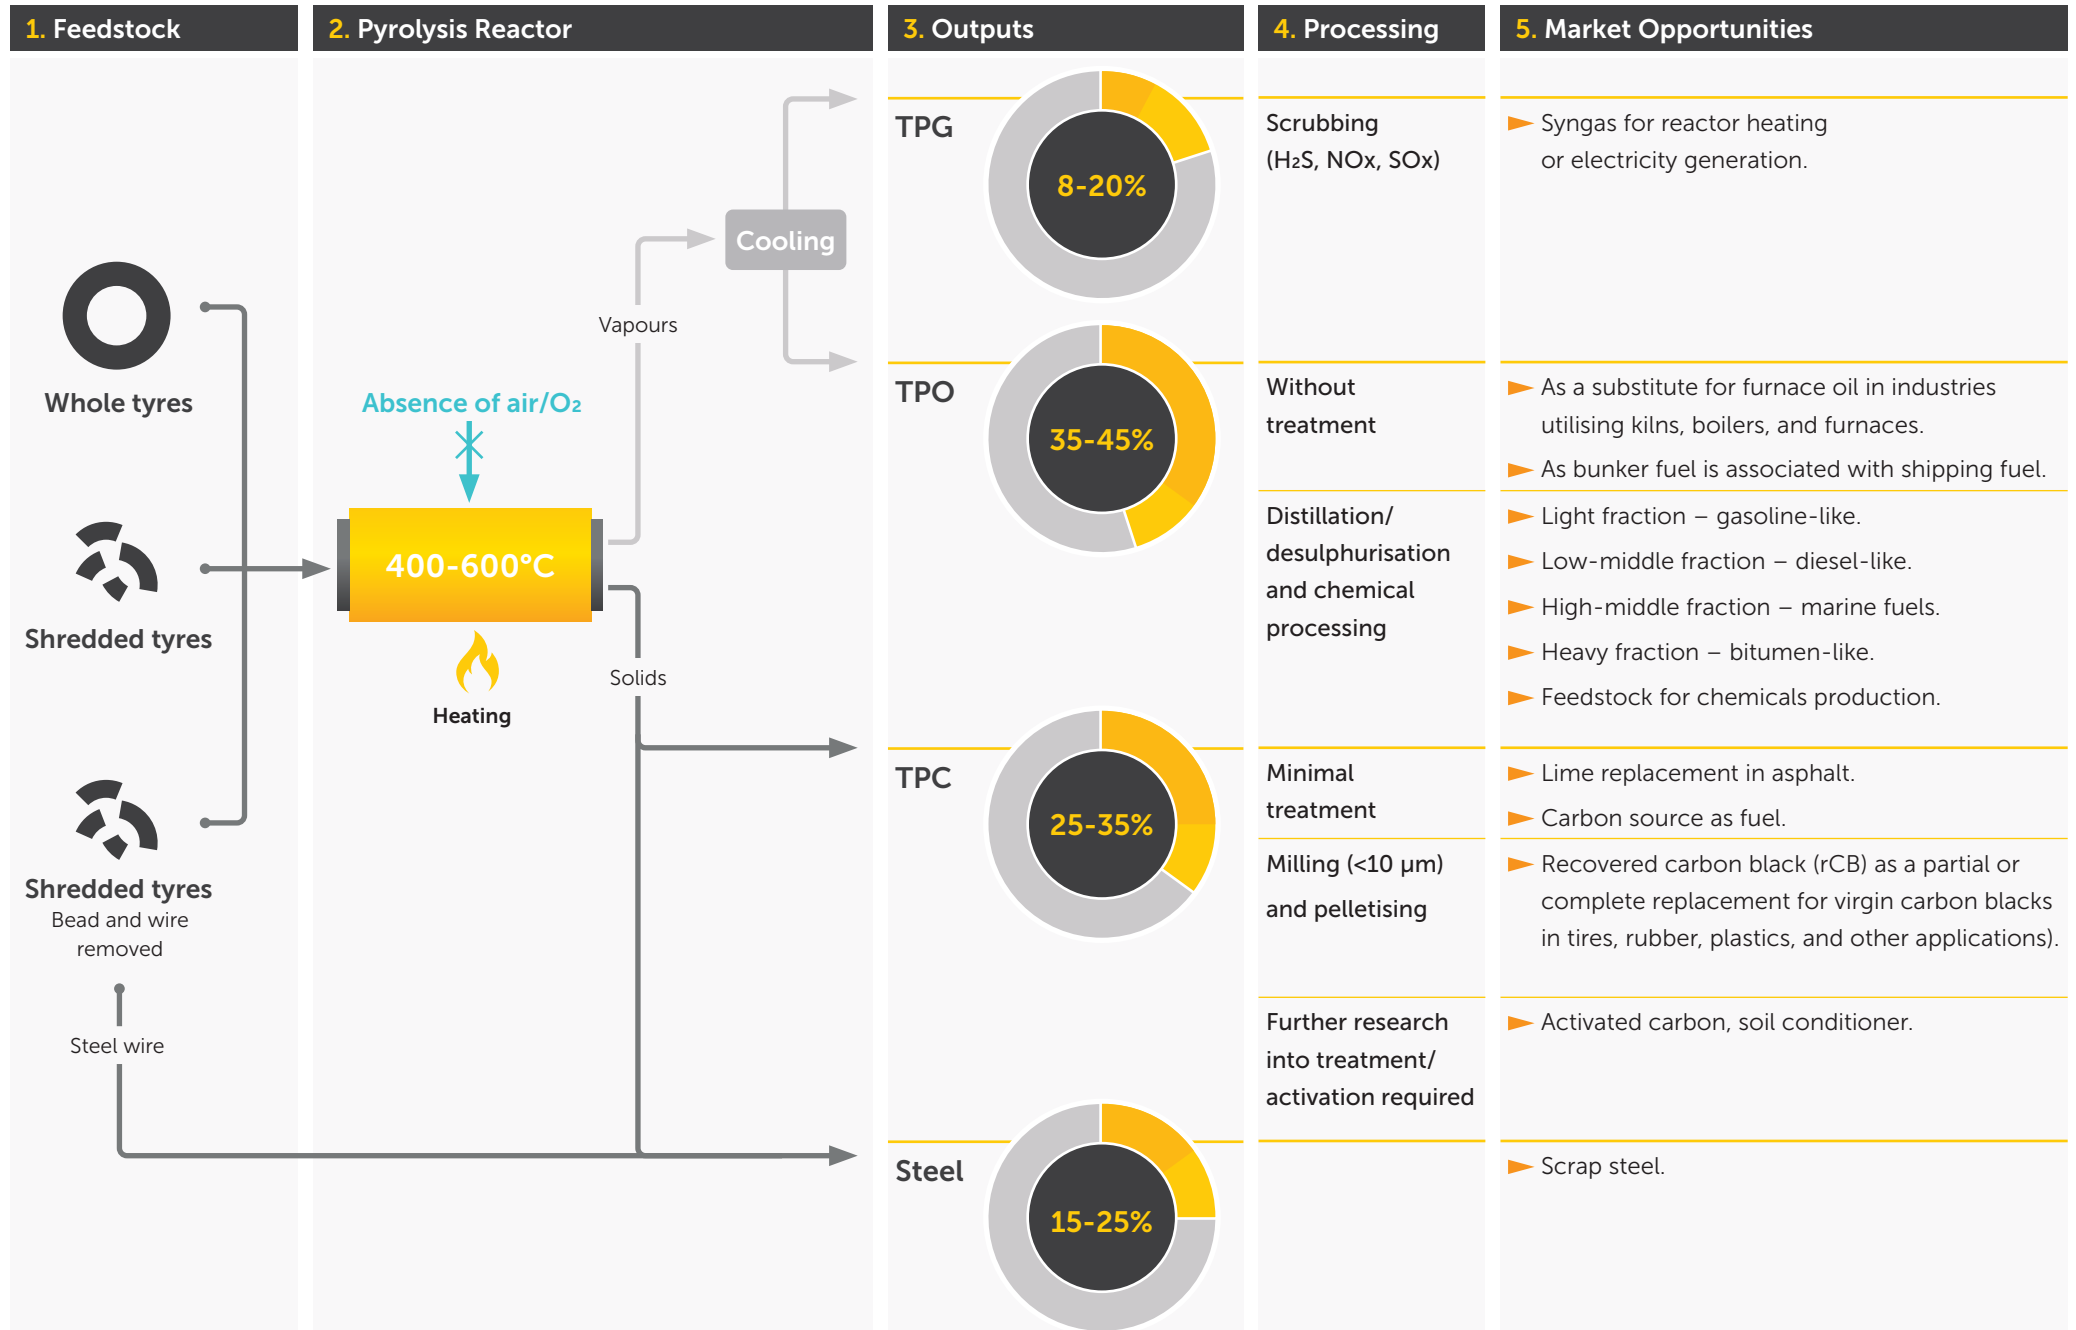 1. Feedstock
2. Pyrolysis Reactor
3. Outputs
4. Processing
5. Market Opportunities
Whole tyres
Shredded tyres
Shredded tyres
Bead and wire
removed
Steel wire
Absence of air/O₂
400-600°C
Heating
Vapours
Cooling
Solids
TPG
8-20%
Scrubbing
(H₂S, NOx, SOx)
Syngas for reactor heating
or electricity generation.
TPO
35-45%
Without
treatment
As a substitute for furnace oil in industries
utilising kilns, boilers, and furnaces.
As bunker fuel is associated with shipping fuel.
Distillation/
desulphurisation
and chemical
processing
Light fraction – gasoline-like.
Low-middle fraction – diesel-like.
High-middle fraction – marine fuels.
Heavy fraction – bitumen-like.
Feedstock for chemicals production.
TPC
25-35%
Minimal
treatment
Lime replacement in asphalt.
Carbon source as fuel.
Milling (<10 µm)
and pelletising
Recovered carbon black (rCB) as a partial or
complete replacement for virgin carbon blacks
in tires, rubber, plastics, and other applications).
Further research
into treatment/
activation required
Activated carbon, soil conditioner.
Steel
15-25%
Scrap steel.